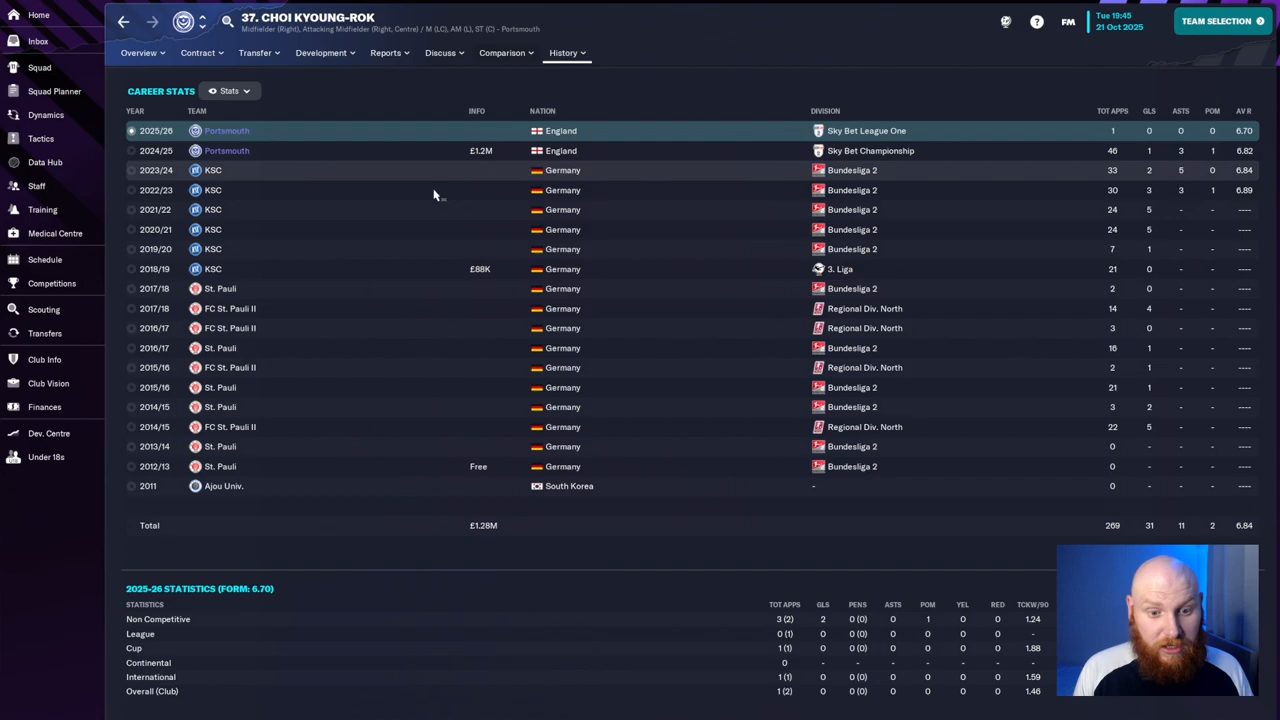 Home
37. CHOI KYOUNG-ROK
Midfielder (Right), Attacking Midfielder (Right, Centre) / M (LC), AM (L), ST (C) - Portsmouth
FM
Tue 19:45
21 Oct 2025
TEAM SELECTION
Inbox
Overview Contract Transfer Development Reports Discuss Comparison History
Squad
Squad Planner
Dynamics
Tactics
Data Hub
Staff
Training
Medical Centre
Schedule
Competitions
Scouting
Transfers
Club Info
Club Vision
Finances
Dev. Centre
Under 18s
CAREER STATS Stats
YEAR TEAM INFO NATION DIVISION TOT APPS GLS ASTS POM AV R
2025/26 Portsmouth England Sky Bet League One 1 0 0 0 6.70
2024/25 Portsmouth £1.2M England Sky Bet Championship 46 1 3 1 6.82
2023/24 KSC Germany Bundesliga 2 33 2 5 0 6.84
2022/23 KSC Germany Bundesliga 2 30 3 3 1 6.89
2021/22 KSC Germany Bundesliga 2 24 5 - - ----
2020/21 KSC Germany Bundesliga 2 24 5 - - ----
2019/20 KSC Germany Bundesliga 2 7 1 - - ----
2018/19 KSC £88K Germany 3. Liga 21 0 - - ----
2017/18 St. Pauli Germany Bundesliga 2 2 0 - - ----
2017/18 FC St. Pauli II Germany Regional Div. North 14 4 - - ----
2016/17 FC St. Pauli II Germany Regional Div. North 3 0 - - ----
2016/17 St. Pauli Germany Bundesliga 2 16 1 - - ----
2015/16 FC St. Pauli II Germany Regional Div. North 2 1 - - ----
2015/16 St. Pauli Germany Bundesliga 2 21 1 - - ----
2014/15 St. Pauli Germany Bundesliga 2 3 2 - - ----
2014/15 FC St. Pauli II Germany Regional Div. North 22 5 - - ----
2013/14 St. Pauli Germany Bundesliga 2 0 - - - ----
2012/13 St. Pauli Free Germany Bundesliga 2 0 - - - ----
2011 Ajou Univ. South Korea - 0 - - - ----
Total £1.28M 269 31 11 2 6.84
2025-26 STATISTICS (FORM: 6.70)
STATISTICS TOT APPS GLS PENS ASTS POM YEL RED TCKW/90
Non Competitive 3 (2) 2 0 (0) 0 1 0 0 1.24
League 0 (1) 0 0 (0) 0 0 0 0 -
Cup 1 (1) 0 0 (0) 0 0 0 0 1.88
Continental 0 - - - - - - -
International 1 (1) 0 0 (0) 0 0 0 0 1.59
Overall (Club) 1 (2) 0 0 (0) 0 0 0 0 1.46